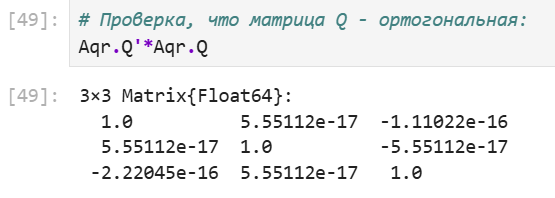 [49]: # Проверка, что матрица Q - ортогональная:
Aqr.Q'*Aqr.Q
[49]: 3×3 Matrix{Float64}:
1.0 5.55112e-17 -1.11022e-16
5.55112e-17 1.0 -5.55112e-17
-2.22045e-16 5.55112e-17 1.0